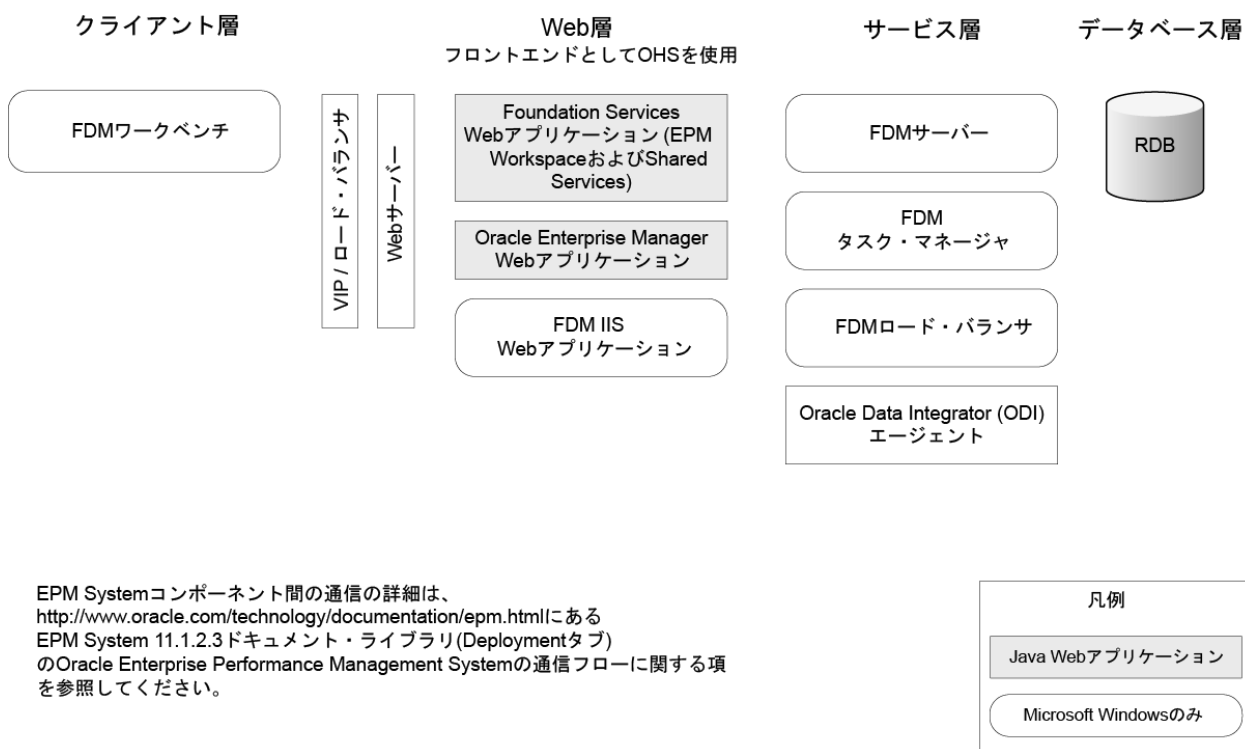 クライアント層
Web層
フロントエンドとしてOHSを使用
サービス層
データベース層
FDMワークベンチ
VIP / ロード・バランサ
Webサーバー
Foundation Services
Webアプリケーション (EPM
WorkspaceおよびShared
Services)
Oracle Enterprise Manager
Webアプリケーション
FDM IIS
Webアプリケーション
FDMサーバー
FDM
タスク・マネージャ
FDMロード・バランサ
Oracle Data Integrator (ODI)
エージェント
RDB
EPM Systemコンポーネント間の通信の詳細は、
http://www.oracle.com/technology/documentation/epm.htmlにある
EPM System 11.1.2.3ドキュメント・ライブラリ(Deploymentタブ)
のOracle Enterprise Performance Management Systemの通信フローに関する項
を参照してください。
凡例
Java Webアプリケーション
Microsoft Windowsのみ